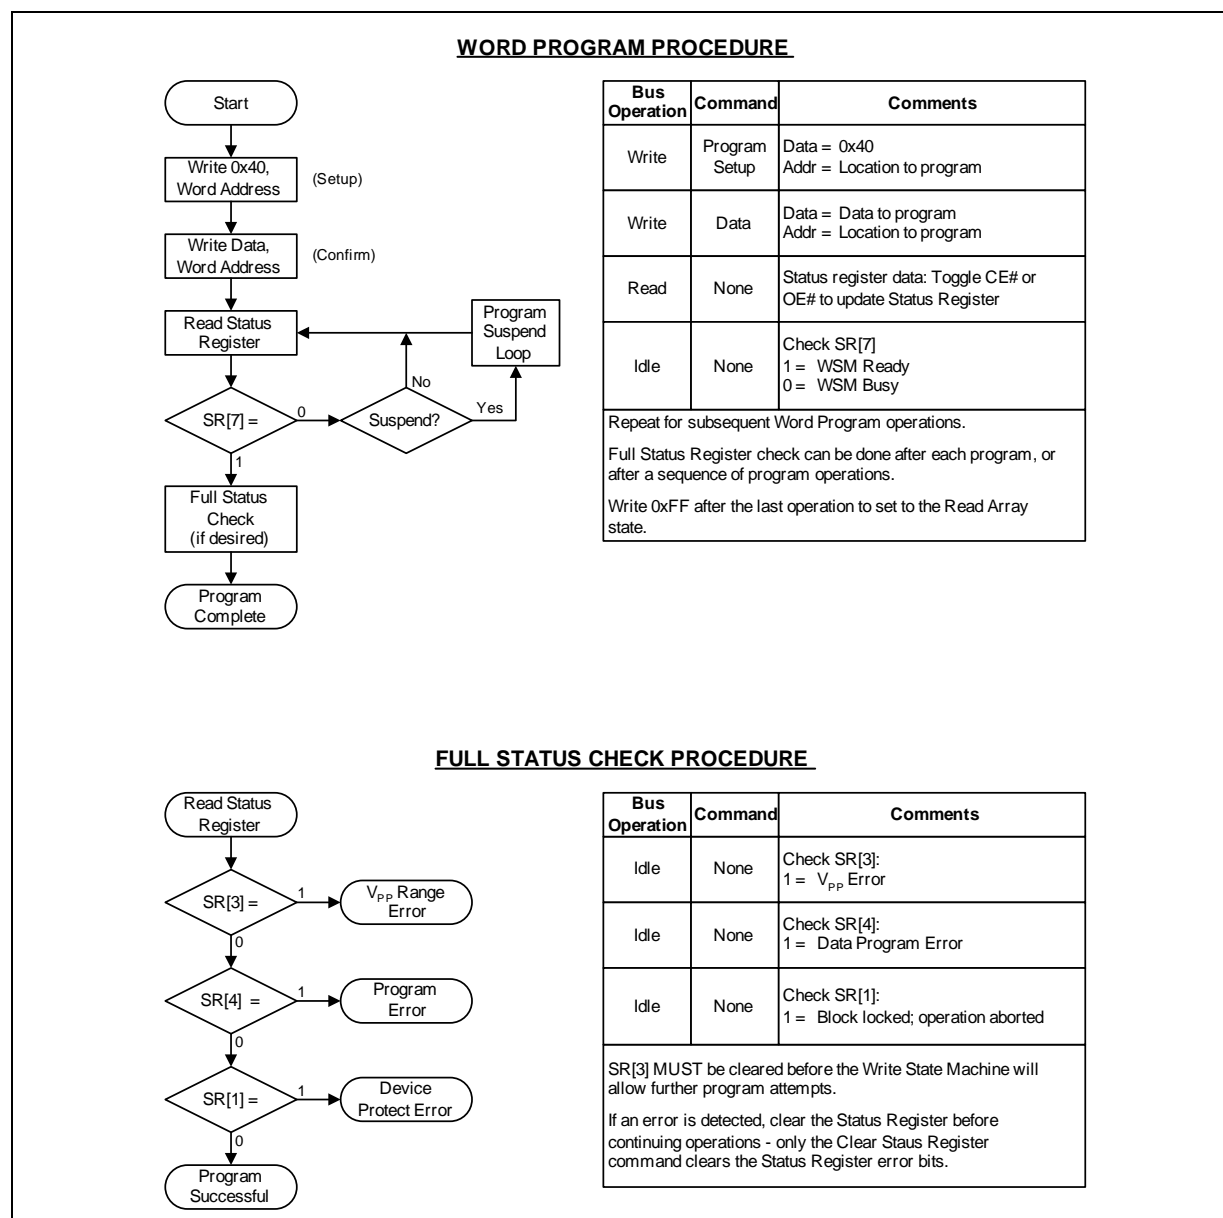 WORD PROGRAM PROCEDURE
Start
Write 0x40,
Word Address
(Setup)
Write Data,
Word Address
(Confirm)
Read Status
Register
Program
Suspend
Loop
No
Yes
SR[7] =
0
Suspend?
1
Full Status
Check
(if desired)
Program
Complete
Bus
Operation
Command
Comments
Write
Program
Setup
Data = 0x40
Addr = Location to program
Write
Data
Data = Data to program
Addr = Location to program
Read
None
Status register data: Toggle CE# or
OE# to update Status Register
Idle
None
Check SR[7]
1 = WSM Ready
0 = WSM Busy
Repeat for subsequent Word Program operations.
Full Status Register check can be done after each program, or
after a sequence of program operations.
Write 0xFF after the last operation to set to the Read Array
state.
FULL STATUS CHECK PROCEDURE
Read Status
Register
SR[3] =
1
VPP Range
Error
0
SR[4] =
1
Program
Error
0
SR[1] =
1
Device
Protect Error
0
Program
Successful
Bus
Operation
Command
Comments
Idle
None
Check SR[3]:
1 = VPP Error
Idle
None
Check SR[4]:
1 = Data Program Error
Idle
None
Check SR[1]:
1 = Block locked; operation aborted
SR[3] MUST be cleared before the Write State Machine will
allow further program attempts.
If an error is detected, clear the Status Register before
continuing operations - only the Clear Staus Register
command clears the Status Register error bits.